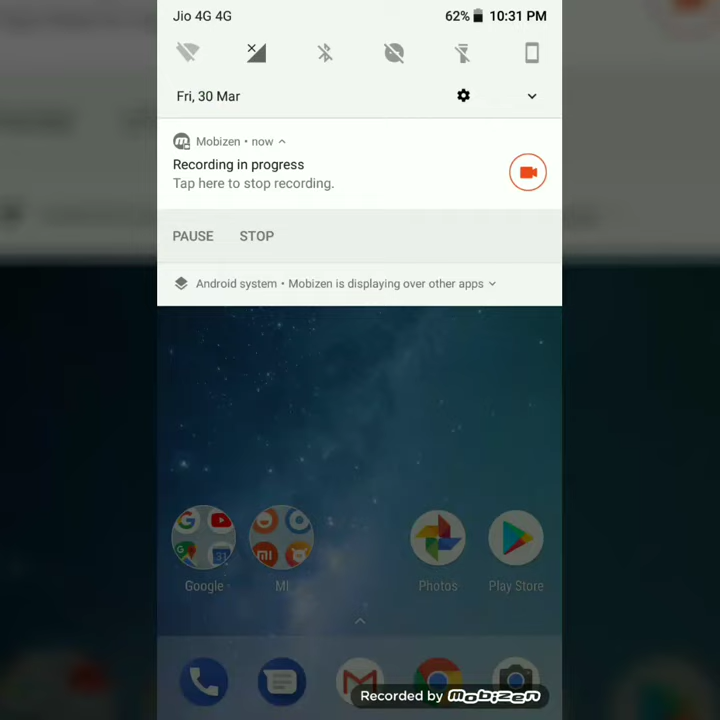 Jio 4G 4G
62% 10:31 PM
Fri, 30 Mar
Mobizen • now
Recording in progress
Tap here to stop recording.
PAUSE STOP
Android system • Mobizen is displaying over other apps
Google
MI
Photos
Play Store
Recorded by mobizen